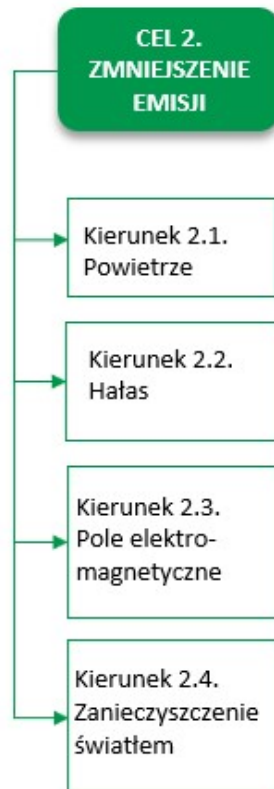 CEL 2.
ZMNIEJSZENIE
EMISJI
Kierunek 2.1.
Powietrze
Kierunek 2.2.
Hałas
Kierunek 2.3.
Pole elektro-
magnetyczne
Kierunek 2.4.
Zanieczyszczenie
światłem